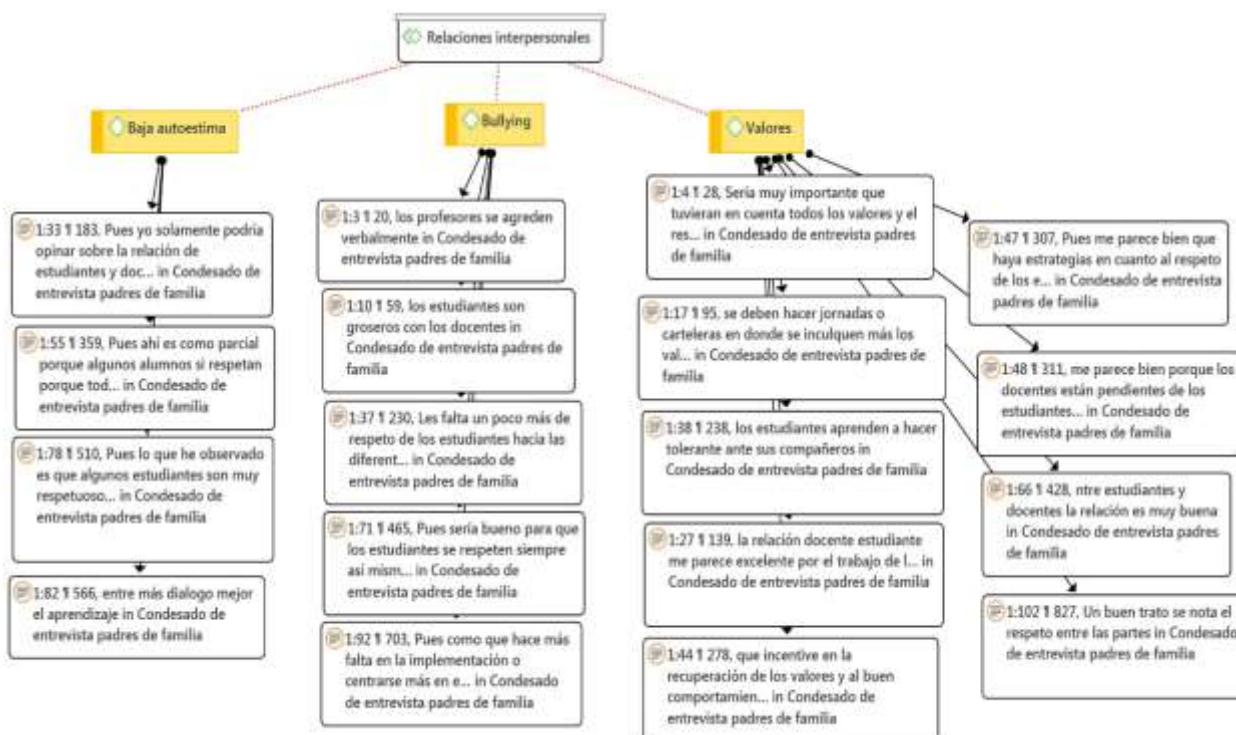 Relaciones interpersonales
Baja autoestima
1:33 ¶ 183, Pues yo solamente podría
opinar sobre la relación de
estudiantes y doc... in Condesado de
entrevista padres de familia
1:55 ¶ 359, Pues ahí es como parcial
porque algunos alumnos si respetan
porque tod... in Condesado de
entrevista padres de familia
1:78 ¶ 510, Pues lo que he observado
es que algunos estudiantes son muy
respetuoso... in Condesado de
entrevista padres de familia
1:82 ¶ 566, entre más dialogo mejor
el aprendizaje in Condesado de
entrevista padres de familia
Bullying
1:3 ¶ 20, los profesores se agreden
verbalmente in Condesado de
entrevista padres de familia
1:10 ¶ 59, los estudiantes son
groseros con los docentes in
Condesado de entrevista padres de
familia
1:37 ¶ 230, Les falta un poco más de
respeto de los estudiantes hacia las
diferent... in Condesado de
entrevista padres de familia
1:71 ¶ 465, Pues sería bueno para que
los estudiantes se respeten siempre
asi mism... in Condesado de
entrevista padres de familia
1:92 ¶ 703, Pues como que hace más
falta en la implementación o
centrarse más en e... in Condesado
de entrevista padres de familia
Valores
1:4 ¶ 28, Sería muy importante que
tuvieran en cuenta todos los valores y el
res... in Condesado de entrevista padres
de familia
1:17 ¶ 95, se deben hacer jornadas o
carteleras en donde se inculquen más los
val... in Condesado de entrevista padres de
familia
1:38 ¶ 238, los estudiantes aprenden a hacer
tolerante ante sus compañeros in
Condesado de entrevista padres de familia
1:27 ¶ 139, la relación docente estudiante
me parece excelente por el trabajo de l... in
Condesado de entrevista padres de familia
1:44 ¶ 278, que incentive en la
recuperación de los valores y al buen
comportamien... in Condesado de
entrevista padres de familia
1:47 ¶ 307, Pues me parece bien que
haya estrategias en cuanto al respeto
de los e... in Condesado de entrevista
padres de familia
1:48 ¶ 311, me parece bien porque los
docentes están pendientes de los
estudiantes... in Condesado de
entrevista padres de familia
1:66 ¶ 428, ntre estudiantes y
docentes la relación es muy buena
in Condesado de entrevista padres
de familia
1:102 ¶ 827, Un buen trato se nota el
respeto entre las partes in Condesado
de entrevista padres de familia